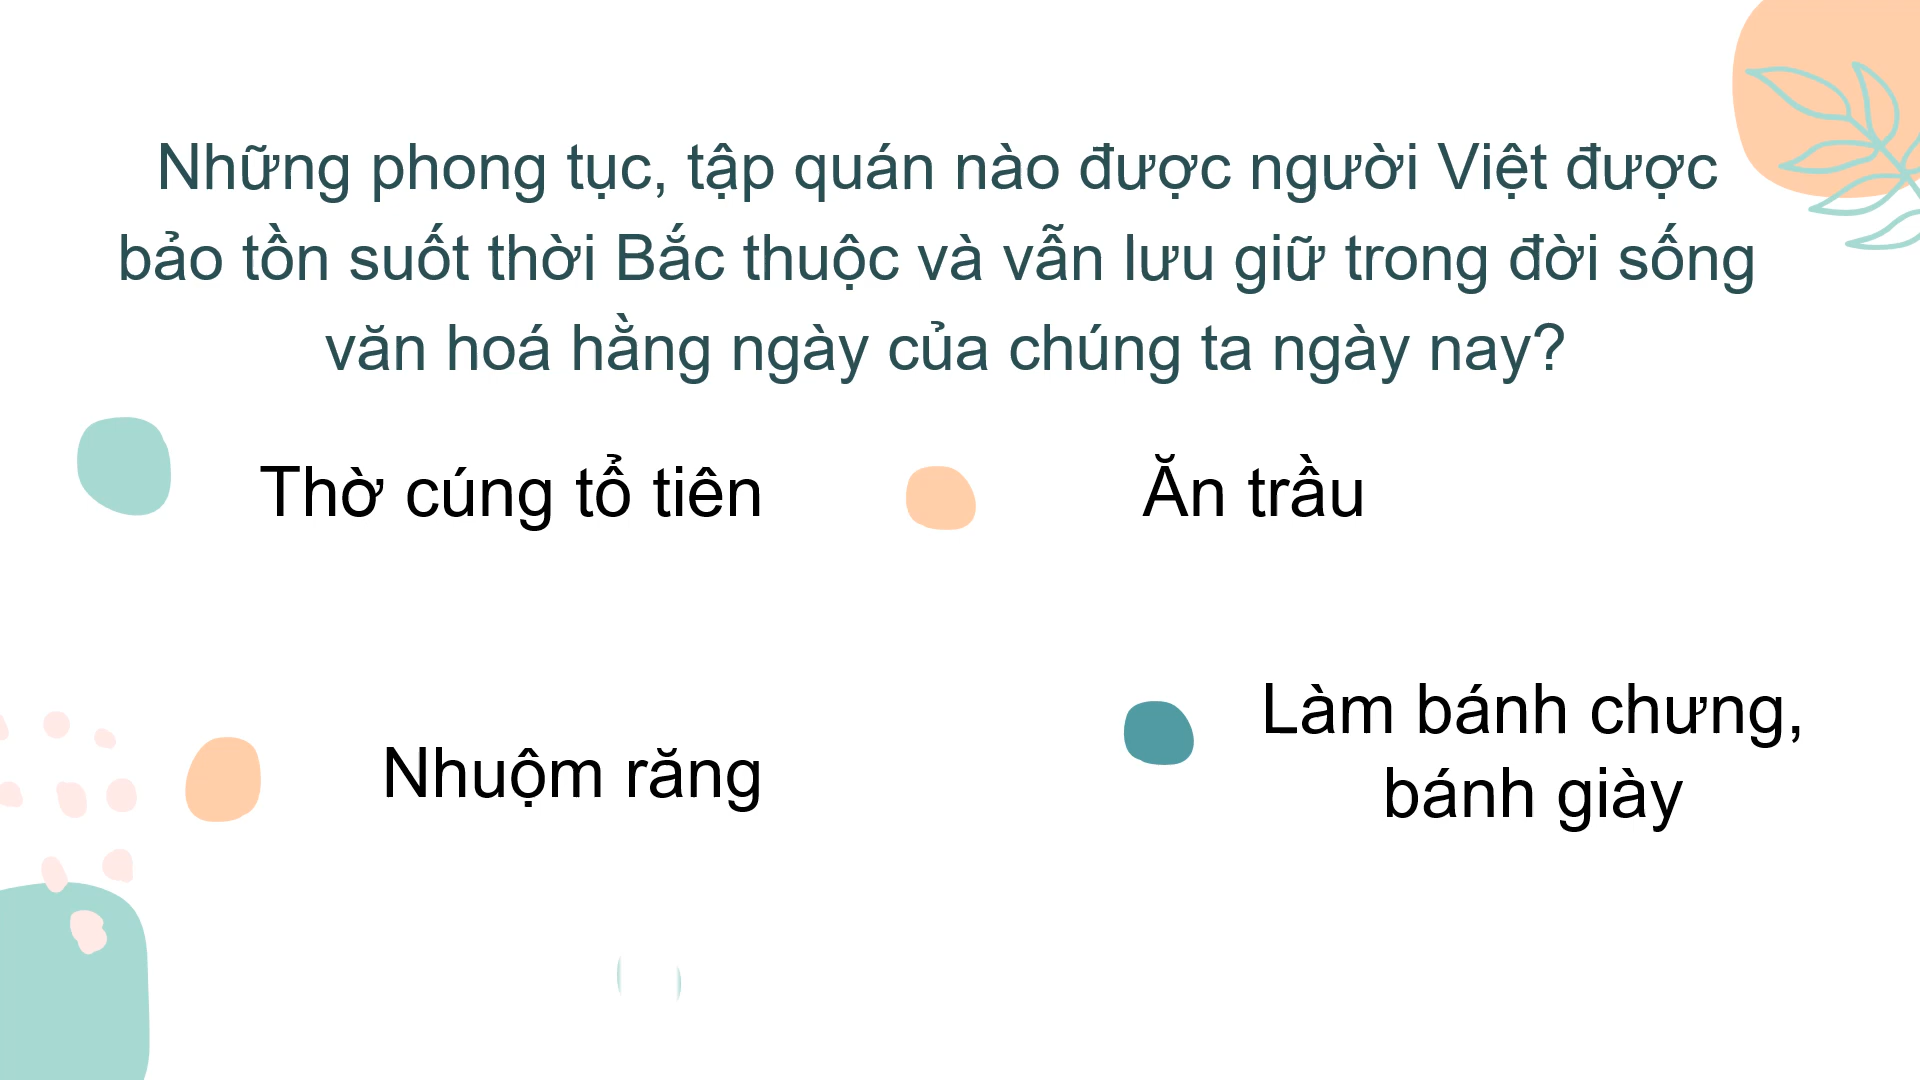 Những phong tục, tập quán nào được người Việt được
bảo tồn suốt thời Bắc thuộc và vẫn lưu giữ trong đời sống
văn hoá hằng ngày của chúng ta ngày nay?
Thờ cúng tổ tiên
Ăn trầu
Nhuộm răng
Làm bánh chưng,
bánh giày